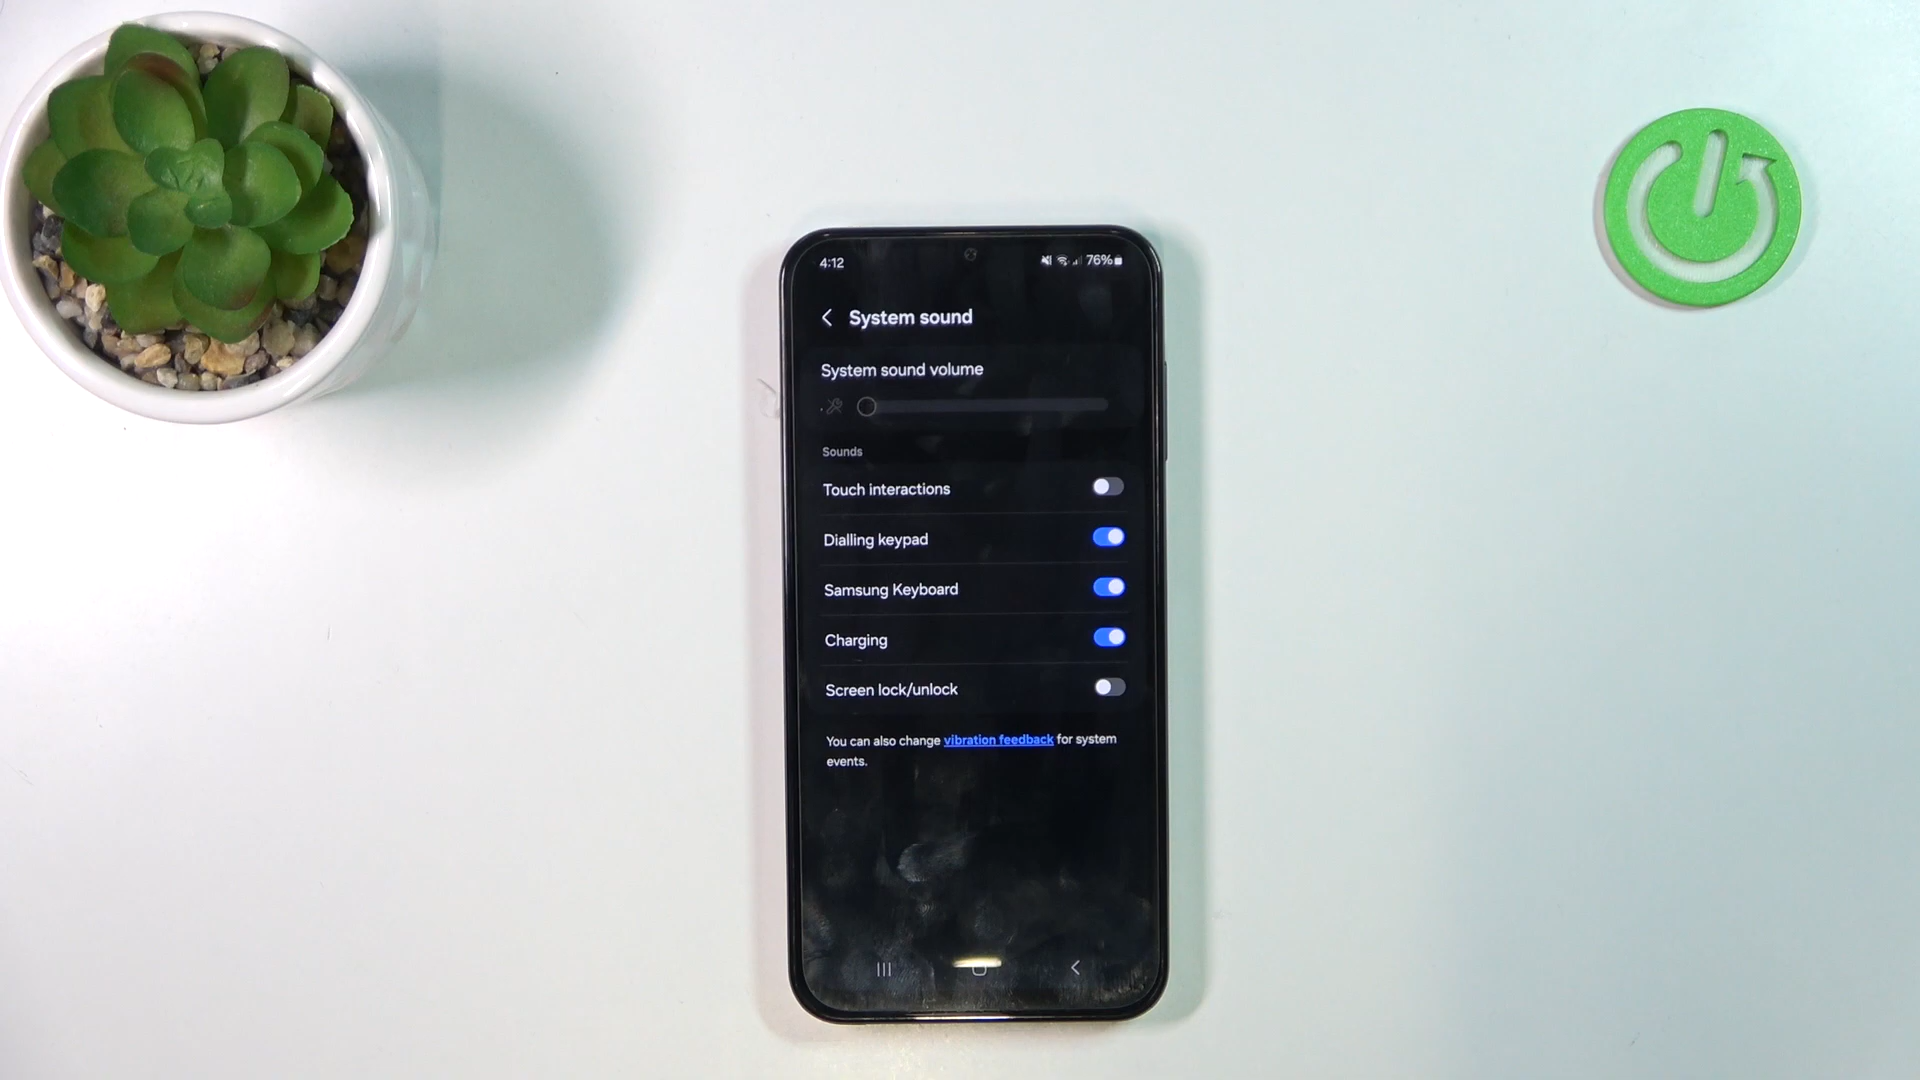 4:12
76%
System sound
System sound volume
Sounds
Touch interactions
Dialling keypad
Samsung Keyboard
Charging
Screen lock/unlock
You can also change vibration feedback for system
events.